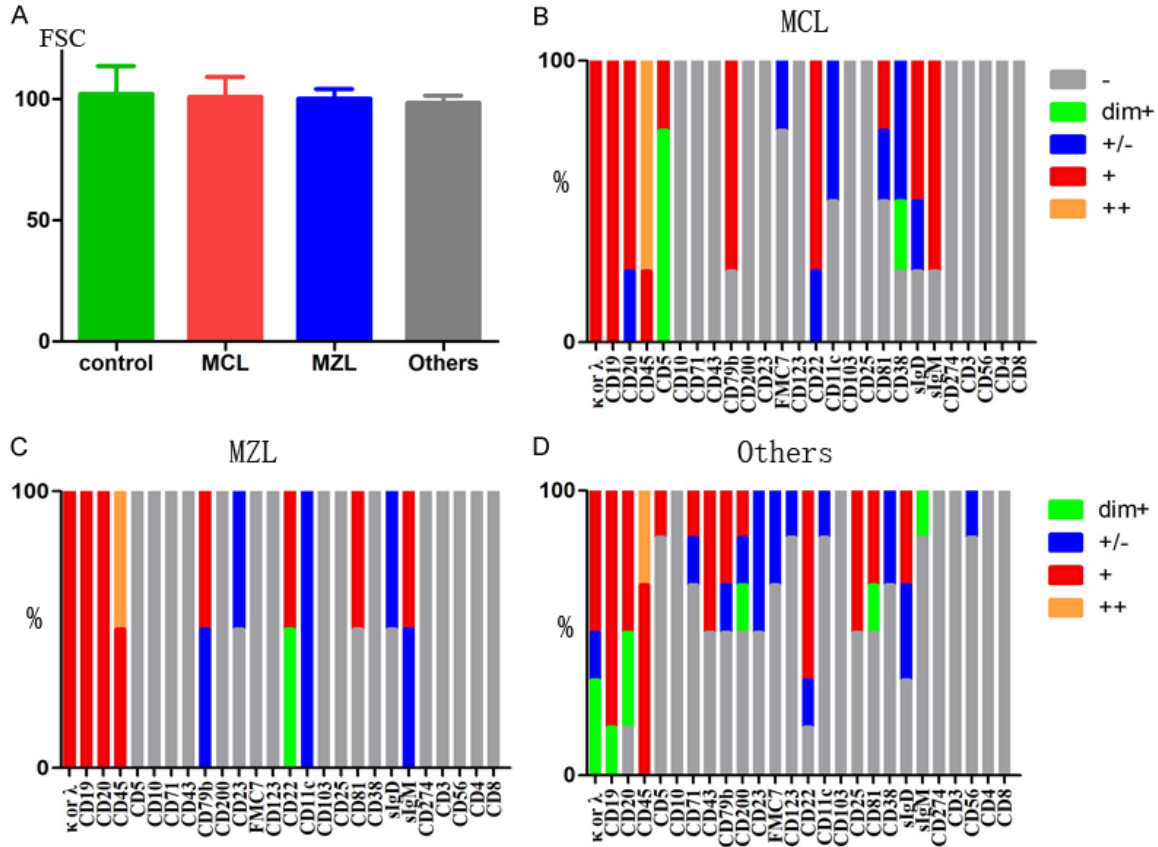 A
FSC
100
50
0
control MCL MZL Others
B
MCL
100
%
0
κ or λ CD19 CD20 CD45 CD5 CD10 CD71 CD43 CD79b CD200 CD23 FMC7 CD123 CD22 CD11c CD103 CD25 CD81 CD38 sIgD sIgM CD274 CD3 CD56 CD4 CD8
-
dim+
+/-
+
++
C
MZL
100
%
0
κ or λ CD19 CD20 CD45 CD5 CD10 CD71 CD43 CD79b CD200 CD23 FMC7 CD123 CD22 CD11c CD103 CD25 CD81 CD38 sIgD sIgM CD274 CD3 CD56 CD4 CD8
D
Others
100
%
0
κ or λ CD19 CD20 CD45 CD5 CD10 CD71 CD43 CD79b CD200 CD23 FMC7 CD123 CD22 CD11c CD103 CD25 CD81 CD38 sIgD sIgM CD274 CD3 CD56 CD4 CD8
dim+
+/-
+
++